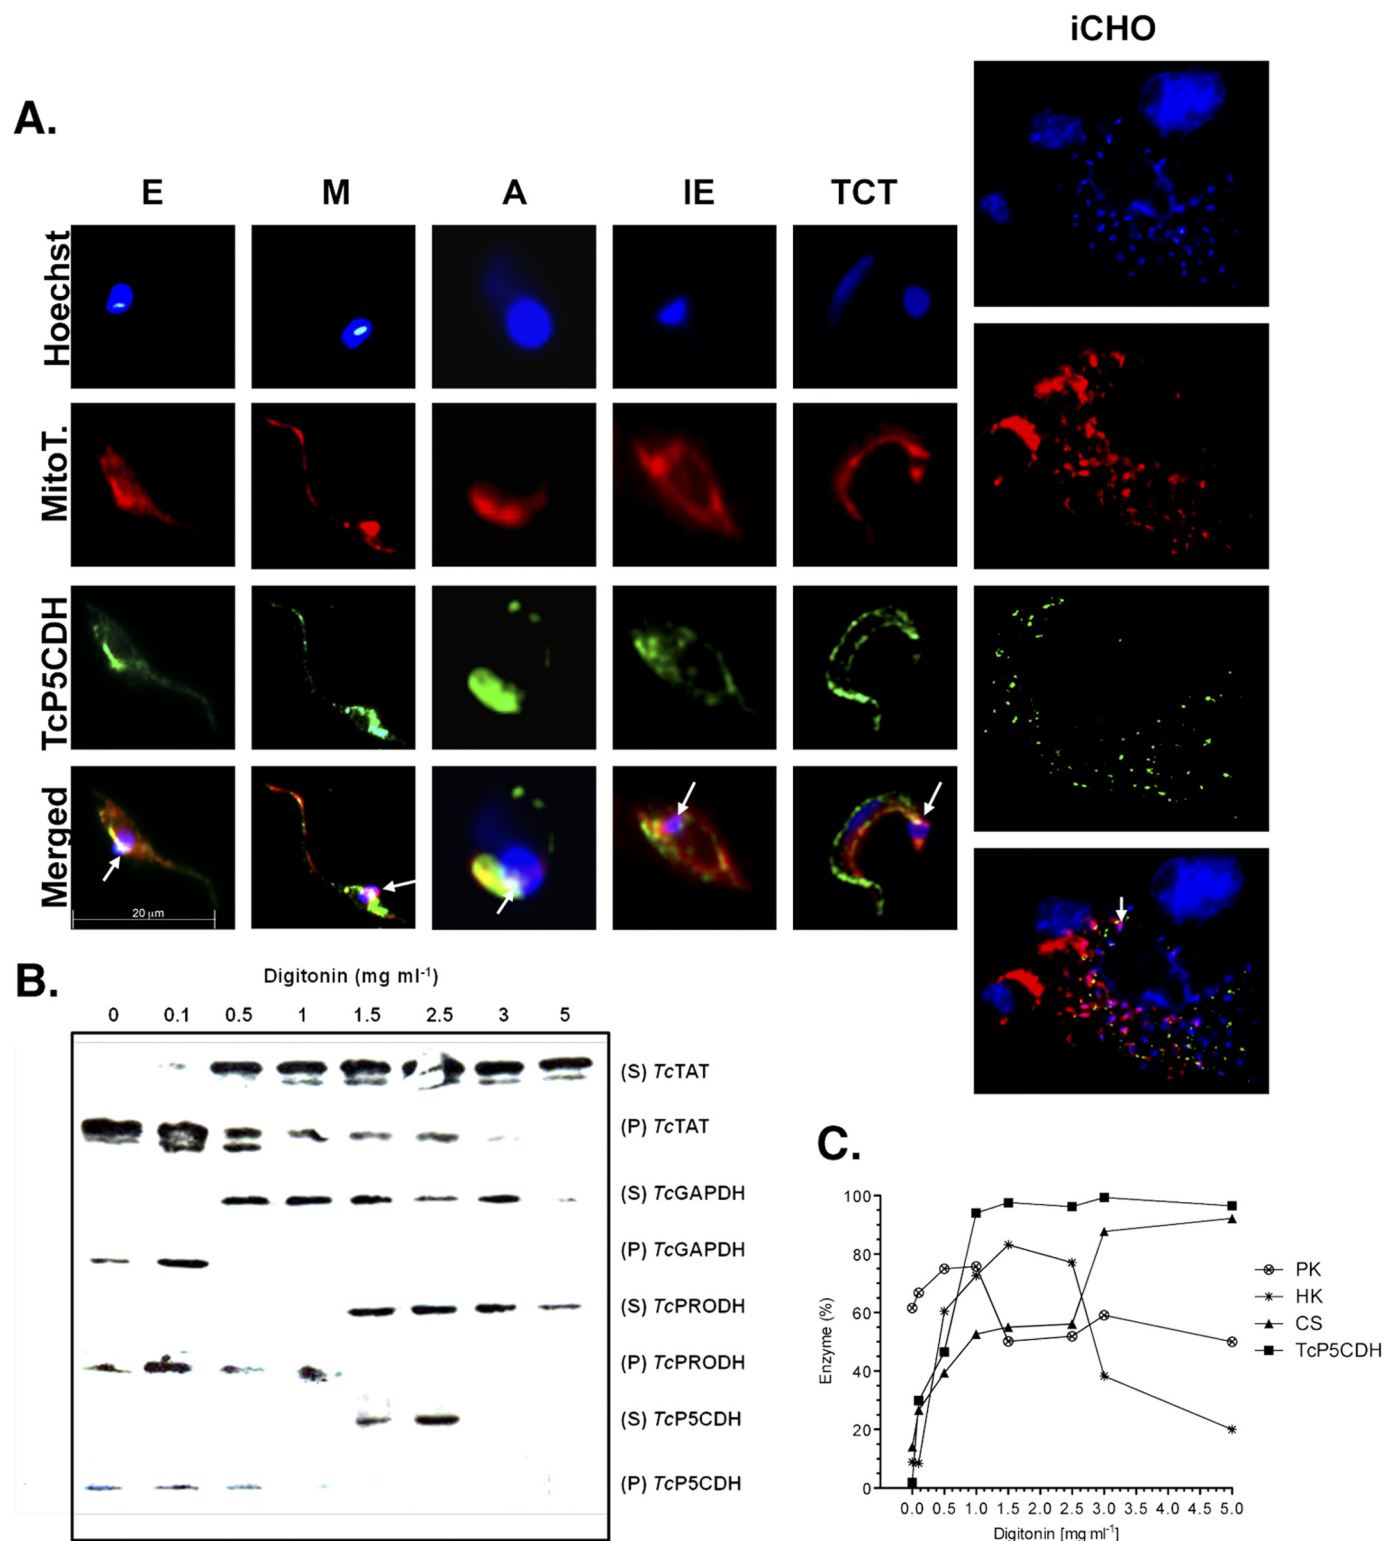 iCHO
A.
E M A IE TCT
Hoechst
MitoT.
TcP5CDH
Merged
20 µm
B.
Digitonin (mg ml-1)
0 0.1 0.5 1 1.5 2.5 3 5
(S) TcTAT
(P) TcTAT
(S) TcGAPDH
(P) TcGAPDH
(S) TcPRODH
(P) TcPRODH
(S) TcP5CDH
(P) TcP5CDH
C.
Enzyme (%)
100
80
60
40
20
0
0.0 0.5 1.0 1.5 2.0 2.5 3.0 3.5 4.0 4.5 5.0
Digitonin [mg ml-1]
PK
HK
CS
TcP5CDH